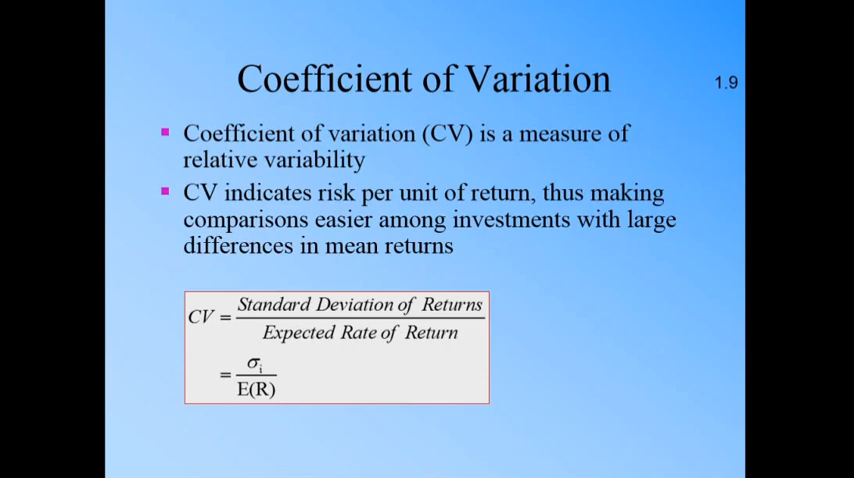 Coefficient of Variation
1.9
Coefficient of variation (CV) is a measure of
relative variability
CV indicates risk per unit of return, thus making
comparisons easier among investments with large
differences in mean returns
CV = Standard Deviation of Returns / Expected Rate of Return
= σi / E(R)